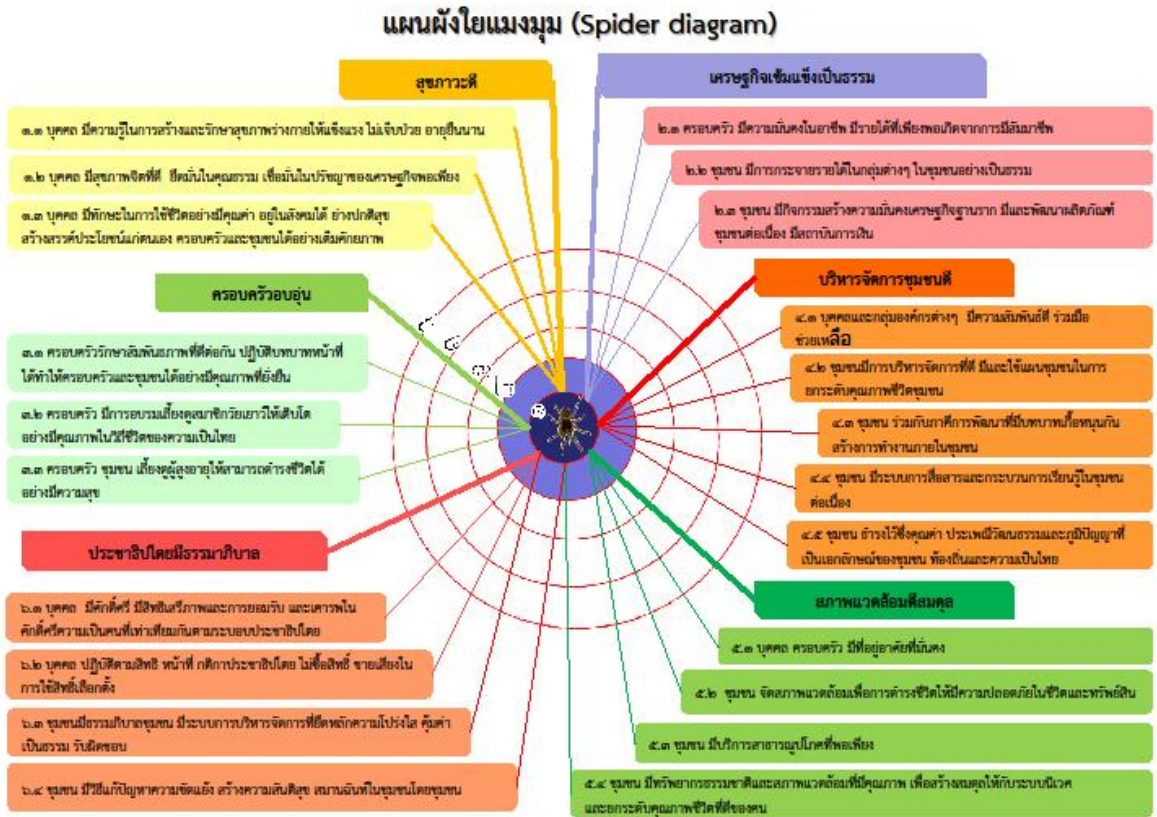 แผนผังใยแมงมุม (Spider diagram)
สุขภาวะดี
๑.๑ บุคคล มีความรู้ในการสร้างและรักษาสุขภาพร่างกายให้แข็งแรง ไม่เจ็บป่วย อายุยืนนาน
๑.๒ บุคคล มีสุขภาพจิตที่ดี ยึดมั่นในคุณธรรม เชื่อมั่นในปรัชญาของเศรษฐกิจพอเพียง
๑.๓ บุคคล มีทักษะในการใช้ชีวิตอย่างมีคุณค่า อยู่ในสังคมได้ ย่างปกติสุข
สร้างสรรค์ประโยชน์แก่ตนเอง ครอบครัวและชุมชนได้อย่างเต็มศักยภาพ
เศรษฐกิจเข้มแข็งเป็นธรรม
๒.๑ ครอบครัว มีความมั่นคงในอาชีพ มีรายได้ที่เพียงพอเกิดจากการมีสัมมาชีพ
๒.๒ ชุมชน มีการกระจายรายได้ในกลุ่มต่างๆ ในชุมชนอย่างเป็นธรรม
๒.๓ ชุมชน มีกิจกรรมสร้างความมั่นคงเศรษฐกิจฐานราก มีและพัฒนาผลิตภัณฑ์
ชุมชนต่อเนื่อง มีสถาบันการเงิน
ครอบครัวอบอุ่น
๓.๑ ครอบครัวรักษาสัมพันธภาพที่ดีต่อกัน ปฏิบัติบทบาทหน้าที่
ได้ทำให้ครอบครัวและชุมชนได้อย่างมีคุณภาพที่ยั่งยืน
๓.๒ ครอบครัว มีการอบรมเลี้ยงดูสมาชิกวัยเยาว์ให้เติบโต
อย่างมีคุณภาพในวิถีชีวิตของความเป็นไทย
๓.๓ ครอบครัว ชุมชน เลี้ยงดูผู้สูงอายุให้สามารถดำรงชีวิตได้
อย่างมีความสุข
บริหารจัดการชุมชนดี
๔.๑ บุคคลและกลุ่มองค์กรต่างๆ มีความสัมพันธ์ดี ร่วมมือ
ช่วยเหลือ
๔.๒ ชุมชนมีการบริหารจัดการที่ดี มีและใช้แผนชุมชนในการ
ยกระดับคุณภาพชีวิตชุมชน
๔.๓ ชุมชน ร่วมกับภาคีการพัฒนาที่มีบทบาทเกื้อหนุนกัน
สร้างการทำงานภายในชุมชน
๔.๔ ชุมชน มีระบบการสื่อสารและกระบวนการเรียนรู้ในชุมชน
ต่อเนื่อง
๔.๕ ชุมชน ธำรงไว้ซึ่งคุณค่า ประเพณีวัฒนธรรมและภูมิปัญญาที่
เป็นเอกลักษณ์ของชุมชน ท้องถิ่นและความเป็นไทย
ประชาธิปไตยมีธรรมาภิบาล
๖.๑ บุคคล มีศักดิ์ศรี มีสิทธิเสรีภาพและการยอมรับ และเคารพใน
ศักดิ์ศรีความเป็นคนที่เท่าเทียมกันตามระบอบประชาธิปไตย
๖.๒ บุคคล ปฏิบัติตามสิทธิ หน้าที่ กติกาประชาธิปไตย ไม่ซื้อสิทธิ์ ขายเสียงใน
การใช้สิทธิ์เลือกตั้ง
๖.๓ ชุมชนมีธรรมาภิบาลชุมชน มีระบบการบริหารจัดการที่ยึดหลักความโปร่งใส คุ้มค่า
เป็นธรรม รับผิดชอบ
๖.๔ ชุมชน มีวิธีแก้ปัญหาความขัดแย้ง สร้างความสันติสุข สมานฉันท์ในชุมชนโดยชุมชน
สภาพแวดล้อมดีสมดุล
๕.๑ บุคคล ครอบครัว มีที่อยู่อาศัยที่มั่นคง
๕.๒ ชุมชน จัดสภาพแวดล้อมเพื่อการดำรงชีวิตให้มีความปลอดภัยในชีวิตและทรัพย์สิน
๕.๓ ชุมชน มีบริการสาธารณูปโภคที่พอเพียง
๕.๔ ชุมชน มีทรัพยากรธรรมชาติและสภาพแวดล้อมที่มีคุณภาพ เพื่อสร้างสมดุลให้กับระบบนิเวศ
และยกระดับคุณภาพชีวิตที่ดีของคน